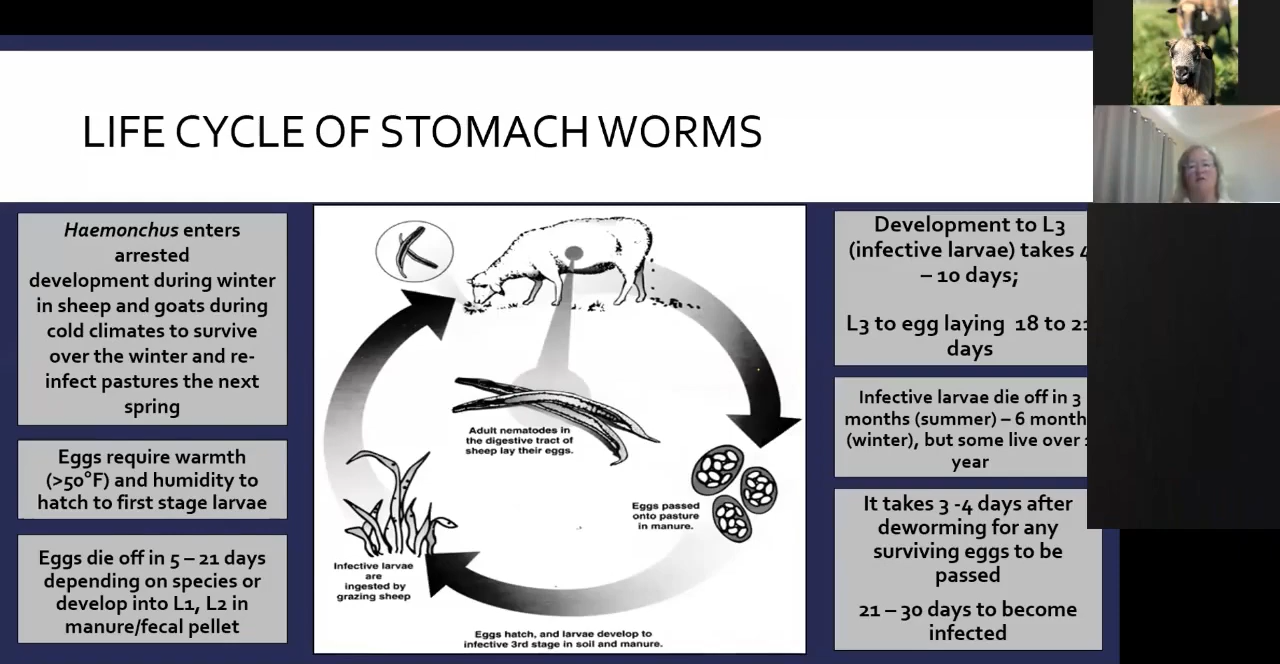 LIFE CYCLE OF STOMACH WORMS
Haemonchus enters
arrested
development during winter
in sheep and goats during
cold climates to survive
over the winter and re-
infect pastures the next
spring
Eggs require warmth
(>50°F) and humidity to
hatch to first stage larvae
Eggs die off in 5 – 21 days
depending on species or
develop into L1, L2 in
manure/fecal pellet
Adult nematodes in
the digestive tract of
sheep lay their eggs.
Eggs passed
onto pasture
in manure.
Infective larvae
are
ingested by
grazing sheep
Eggs hatch, and larvae develop to
infective 3rd stage in soil and manure.
Development to L3
(infective larvae) takes 4
– 10 days;
L3 to egg laying 18 to 21
days
Infective larvae die off in 3
months (summer) – 6 month
(winter), but some live over
year
It takes 3 -4 days after
deworming for any
surviving eggs to be
passed
21 – 30 days to become
infected